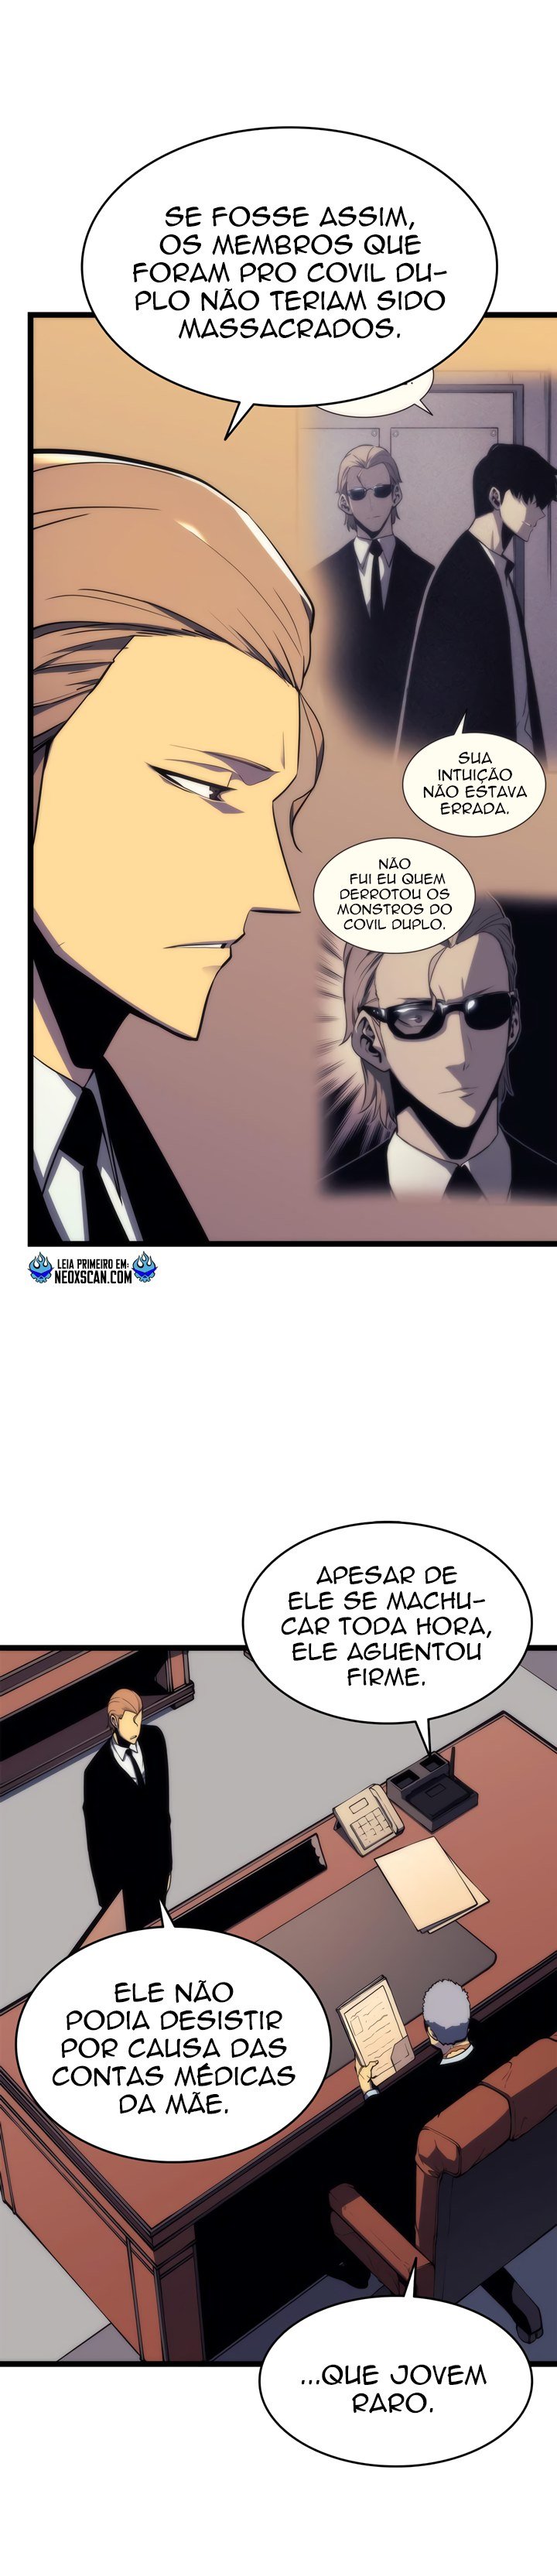 SE FOSSE ASSIM,
OS MEMBROS QUE
FORAM PRO COVIL DU-
PLO NÃO TERIAM SIDO
MASSACRADOS.
SUA
INTUIÇÃO
NÃO ESTAVA
ERRADA.
NÃO
FUI EU QUEM
DERROTOU OS
MONSTROS DO
COVIL DUPLO.
LEIA PRIMEIRO EM:
NEOXSCAN.COM
APESAR DE
ELE SE MACHU-
CAR TODA HORA,
ELE AGUENTOU
FIRME.
ELE NÃO
PODIA DESISTIR
POR CAUSA DAS
CONTAS MÉDICAS
DA MÃE.
...QUE JOVEM
RARO.